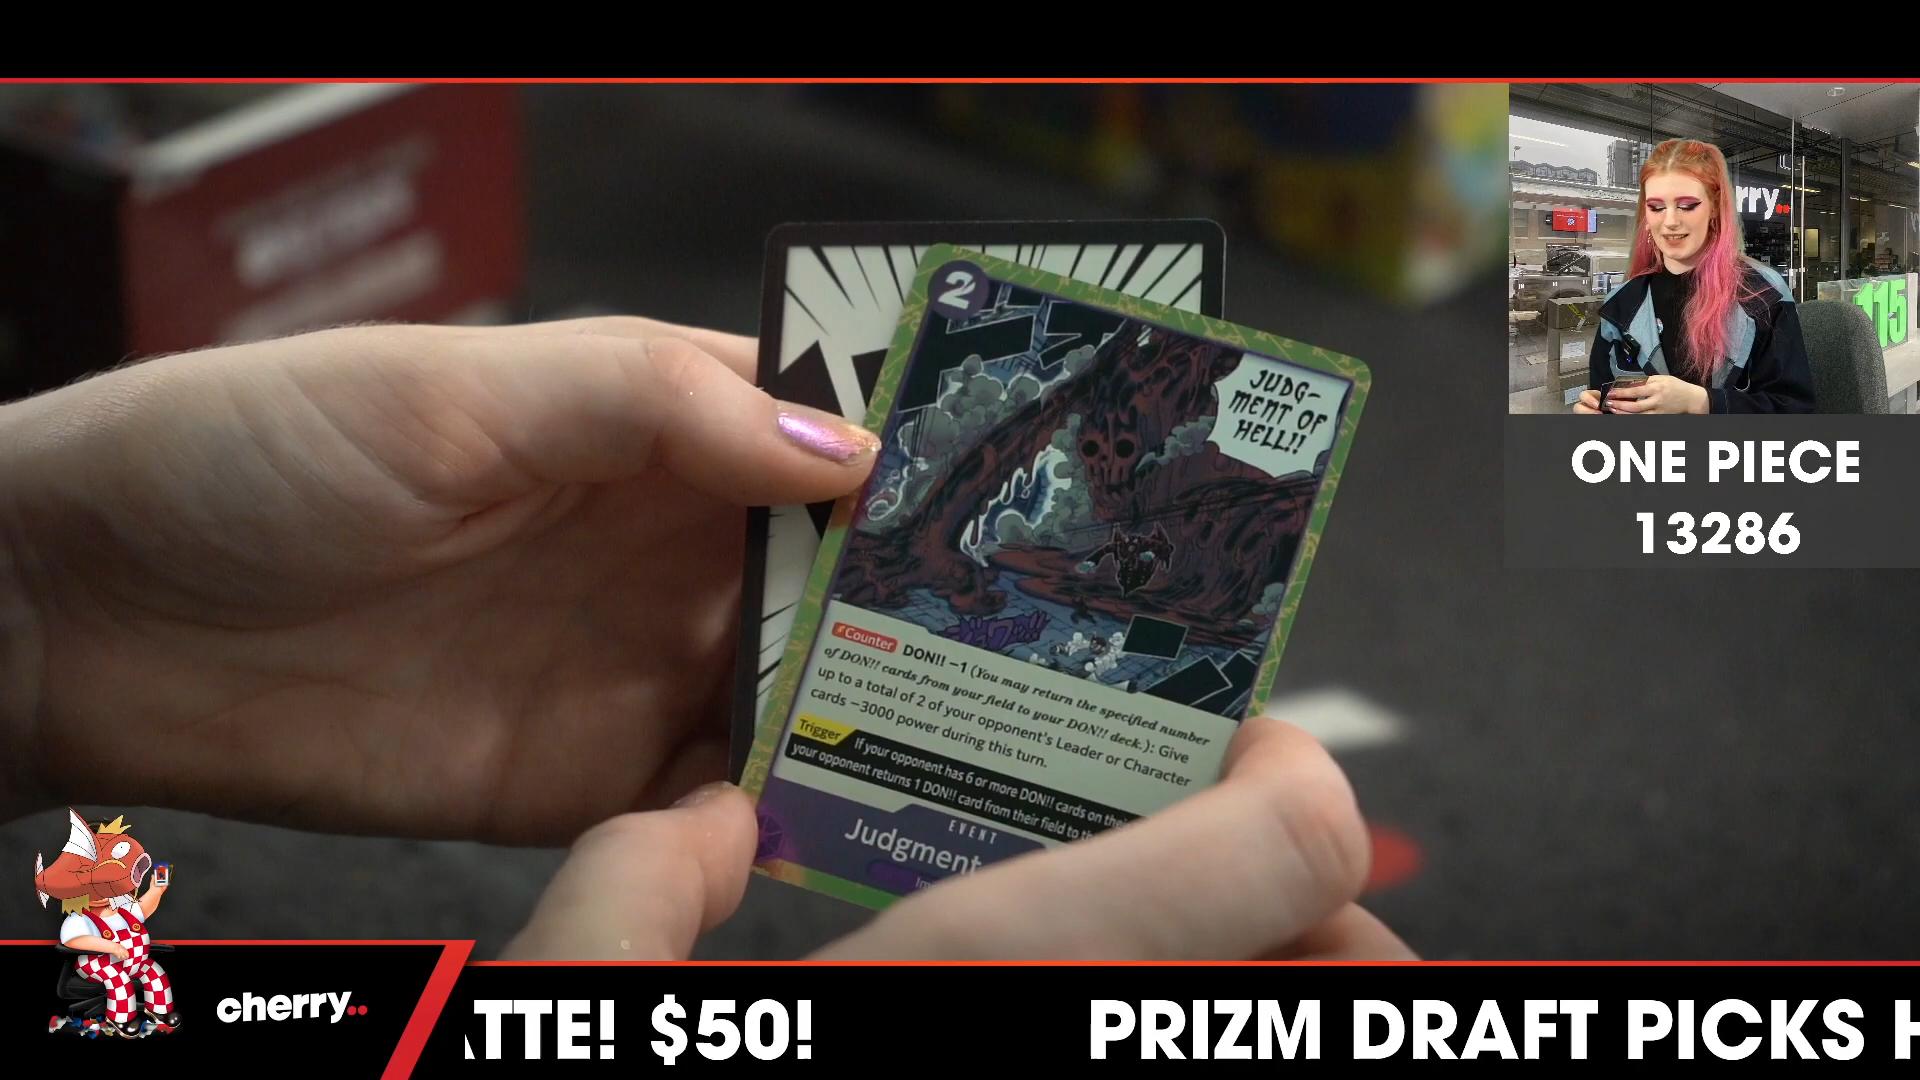 2
JUDG-
MENT OF
HELL!!
Counter DON!! −1 (You may return the specified number
of DON!! cards from your field to your DON!! deck.): Give
up to a total of 2 of your opponent's Leader or Character
cards −3000 power during this turn.
Trigger If your opponent has 6 or more DON!! cards on
your opponent returns 1 DON!! card from their field to
EVENT
Judgment
rry..
115
ONE PIECE
13286
cherry..
ATTE! $50! PRIZM DRAFT PICKS H